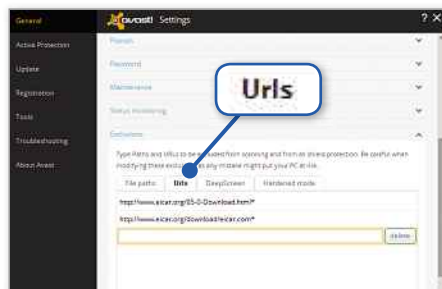 General
avast! Settings
? ×
Active Protection
Update
Registration
Tools
Troubleshooting
About Avast
Password
Maintenance
Status monitoring
Exclusions
Urls
Type Paths and URLs to be excluded from scanning and from all shield protection. Be careful when
modifying these exclusions as any mistake might put your PC at risk.
File paths Urls DeepScreen Hardened mode
http://www.eicar.org/85-0-Download.html*
http://www.eicar.org/download/eicar.com*
delete